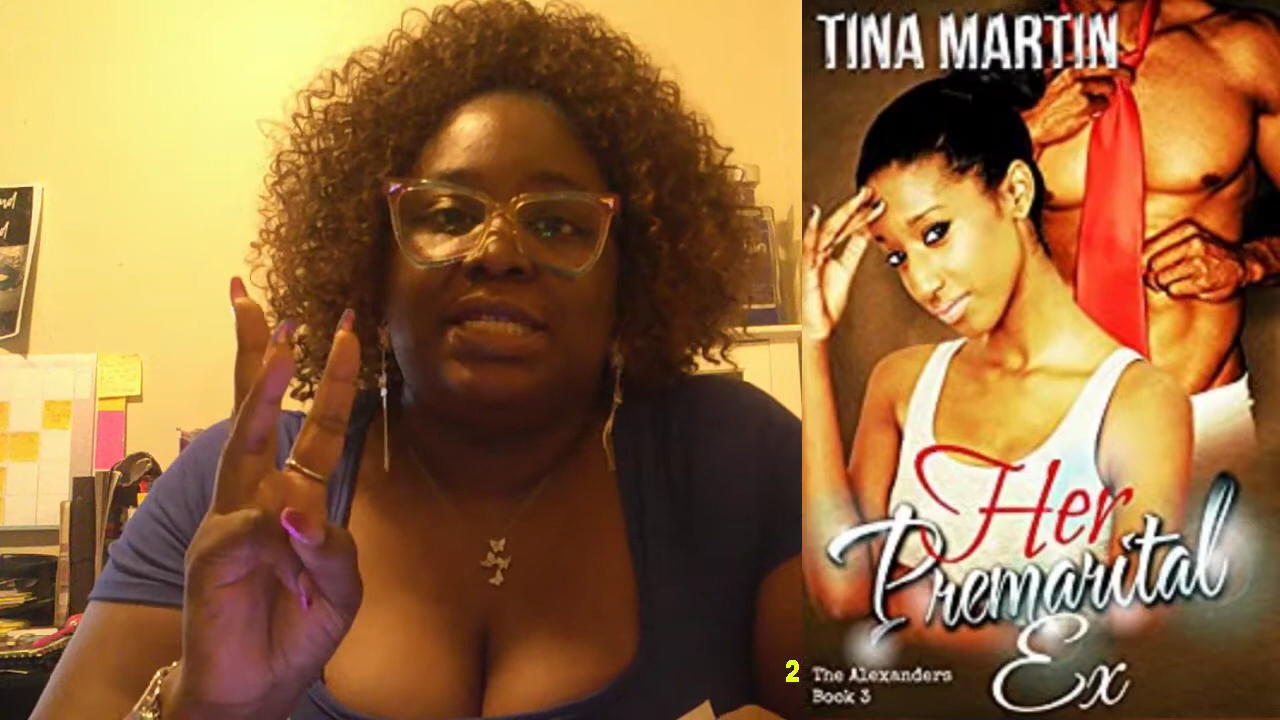 TINA MARTIN
Her
Premarital
Ex
2
The Alexanders
Book 3